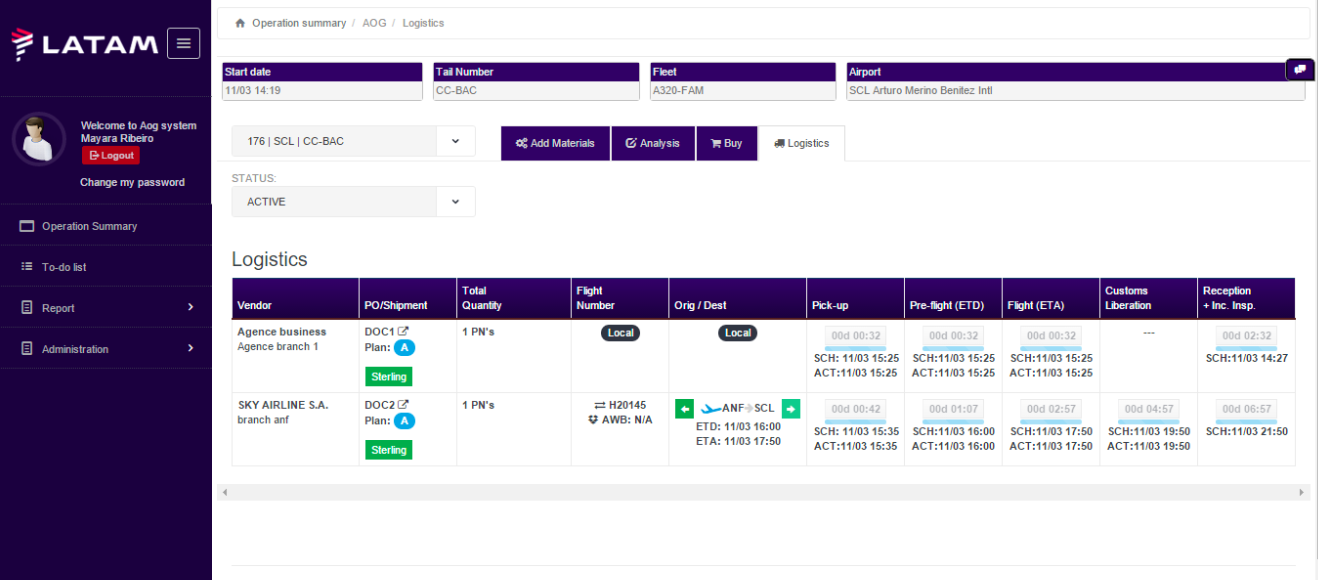 LATAM
Welcome to Aog system
Mayara Ribeiro
Logout
Change my password
Operation Summary
To-do list
Report
Administration
Operation summary / AOG / Logistics
Start date
11/03 14:19
Tail Number
CC-BAC
Fleet
A320-FAM
Airport
SCL Arturo Merino Benitez Intl
176 | SCL | CC-BAC
Add Materials
Analysis
Buy
Logistics
STATUS:
ACTIVE
Logistics
Vendor
PO/Shipment
Total
Quantity
Flight
Number
Orig / Dest
Pick-up
Pre-flight (ETD)
Flight (ETA)
Customs
Liberation
Reception
+ Inc. Insp.
Agence business
Agence branch 1
DOC1
Plan: A
Sterling
1 PN's
Local
Local
00d 00:32
SCH: 11/03 15:25
ACT:11/03 15:25
00d 00:32
SCH:11/03 15:25
ACT:11/03 15:25
00d 00:32
SCH:11/03 15:25
ACT:11/03 15:25
---
00d 02:32
SCH:11/03 14:27
SKY AIRLINE S.A.
branch anf
DOC2
Plan: A
Sterling
1 PN's
H20145
AWB: N/A
ANF SCL
ETD: 11/03 16:00
ETA: 11/03 17:50
00d 00:42
SCH: 11/03 15:35
ACT:11/03 15:35
00d 01:07
SCH:11/03 16:00
ACT:11/03 16:00
00d 02:57
SCH:11/03 17:50
ACT:11/03 17:50
00d 04:57
SCH:11/03 19:50
ACT:11/03 19:50
00d 06:57
SCH:11/03 21:50